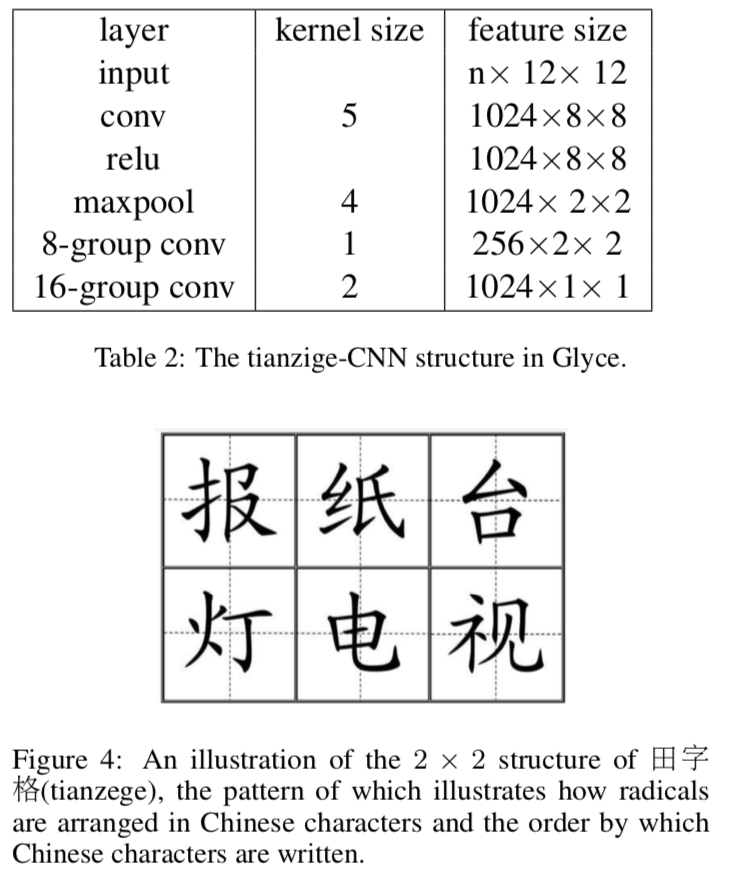 layer kernel size feature size
input n× 12× 12
conv 5 1024×8×8
relu 1024×8×8
maxpool 4 1024× 2×2
8-group conv 1 256×2× 2
16-group conv 2 1024×1× 1
Table 2: The tianzige-CNN structure in Glyce.
报 纸 台
灯 电 视
Figure 4: An illustration of the 2 × 2 structure of 田字
格(tianzege), the pattern of which illustrates how radicals
are arranged in Chinese characters and the order by which
Chinese characters are written.